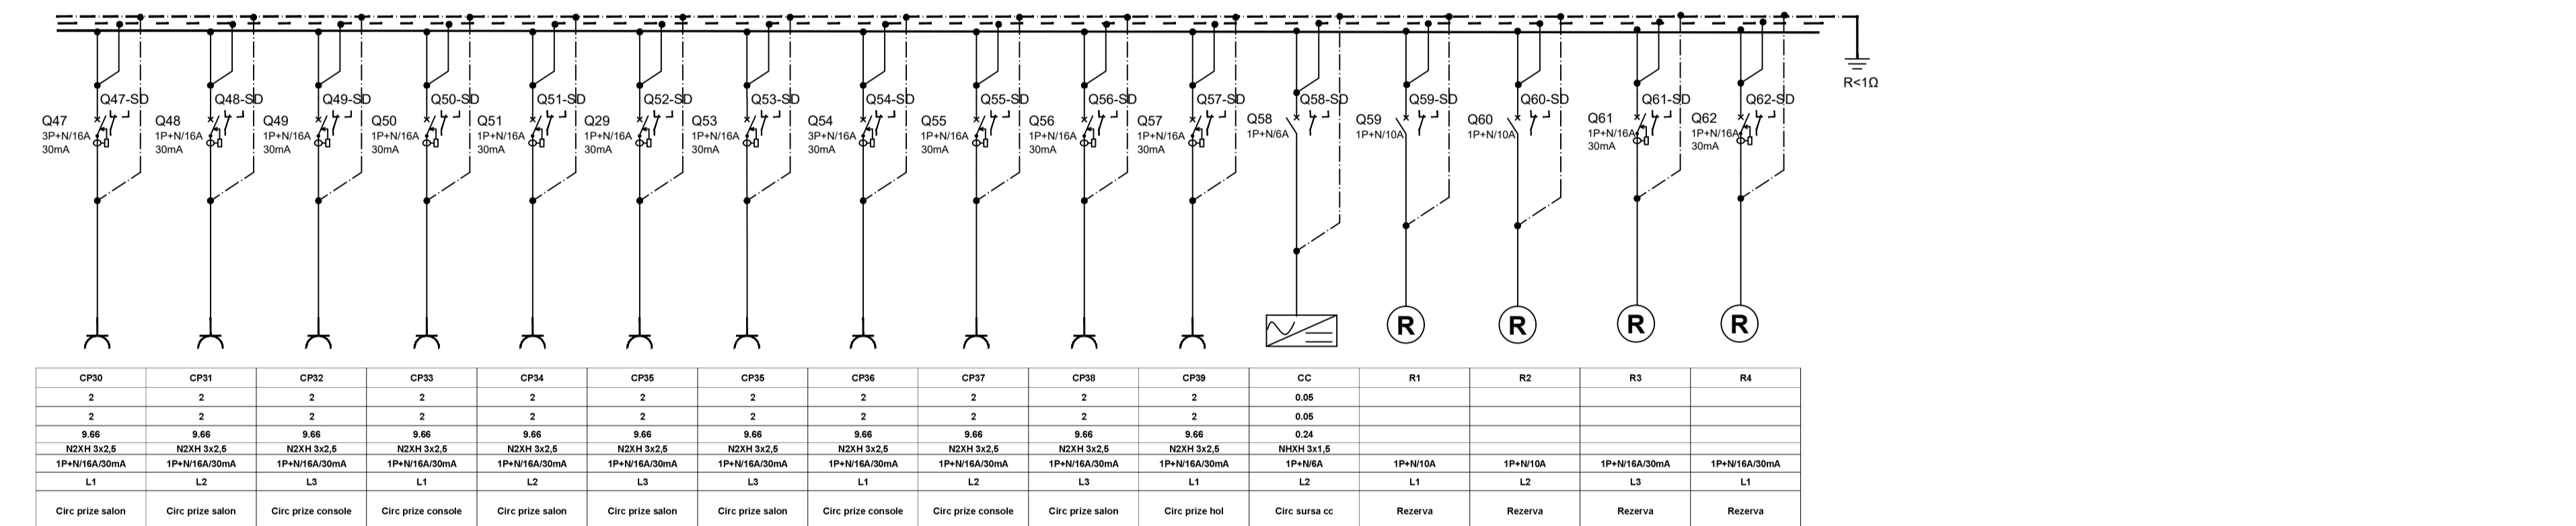 R<1Ω
Q47-SD
Q47
3P+N/16A
30mA
Q48-SD
Q48
1P+N/16A
30mA
Q49-SD
Q49
1P+N/16A
30mA
Q50-SD
Q50
1P+N/16A
30mA
Q51-SD
Q51
1P+N/16A
30mA
Q52-SD
Q29
1P+N/16A
30mA
Q53-SD
Q53
1P+N/16A
30mA
Q54-SD
Q54
3P+N/16A
30mA
Q55-SD
Q55
1P+N/16A
30mA
Q56-SD
Q56
1P+N/16A
30mA
Q57-SD
Q57
1P+N/16A
30mA
Q58-SD
Q58
1P+N/6A
Q59-SD
Q59
1P+N/10A
Q60-SD
Q60
1P+N/10A
Q61-SD
Q61
1P+N/16A
30mA
Q62-SD
Q62
1P+N/16A
30mA
R R R R
CP30 CP31 CP32 CP33 CP34 CP35 CP35 CP36 CP37 CP38 CP39 CC R1 R2 R3 R4
2 2 2 2 2 2 2 2 2 2 2 0.05
2 2 2 2 2 2 2 2 2 2 2 0.05
9.66 9.66 9.66 9.66 9.66 9.66 9.66 9.66 9.66 9.66 9.66 0.24
N2XH 3x2,5 N2XH 3x2,5 N2XH 3x2,5 N2XH 3x2,5 N2XH 3x2,5 N2XH 3x2,5 N2XH 3x2,5 N2XH 3x2,5 N2XH 3x2,5 N2XH 3x2,5 N2XH 3x2,5 NHXH 3x1,5
1P+N/16A/30mA 1P+N/16A/30mA 1P+N/16A/30mA 1P+N/16A/30mA 1P+N/16A/30mA 1P+N/16A/30mA 1P+N/16A/30mA 1P+N/16A/30mA 1P+N/16A/30mA 1P+N/16A/30mA 1P+N/16A/30mA 1P+N/6A 1P+N/10A 1P+N/10A 1P+N/16A/30mA 1P+N/16A/30mA
L1 L2 L3 L1 L2 L3 L3 L1 L2 L3 L1 L2 L1 L2 L3 L1
Circ prize salon Circ prize salon Circ prize console Circ prize console Circ prize salon Circ prize salon Circ prize salon Circ prize console Circ prize console Circ prize salon Circ prize hol Circ sursa cc Rezerva Rezerva Rezerva Rezerva